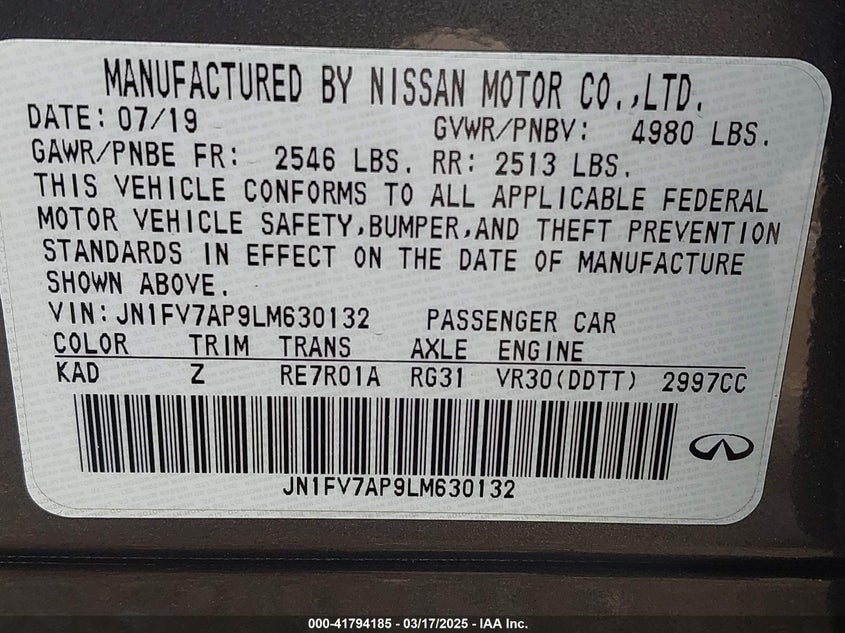 MANUFACTURED BY NISSAN MOTOR CO.,LTD.
DATE: 07/19 GVWR/PNBV: 4980 LBS.
GAWR/PNBE FR: 2546 LBS. RR: 2513 LBS.
THIS VEHICLE CONFORMS TO ALL APPLICABLE FEDERAL
MOTOR VEHICLE SAFETY,BUMPER,AND THEFT PREVENTION
STANDARDS IN EFFECT ON THE DATE OF MANUFACTURE
SHOWN ABOVE.
VIN: JN1FV7AP9LM630132 PASSENGER CAR
COLOR TRIM TRANS AXLE ENGINE
KAD Z RE7R01A RG31 VR30(DDTT) 2997CC
JN1FV7AP9LM630132
000-41794185 - 03/17/2025 - IAA Inc.